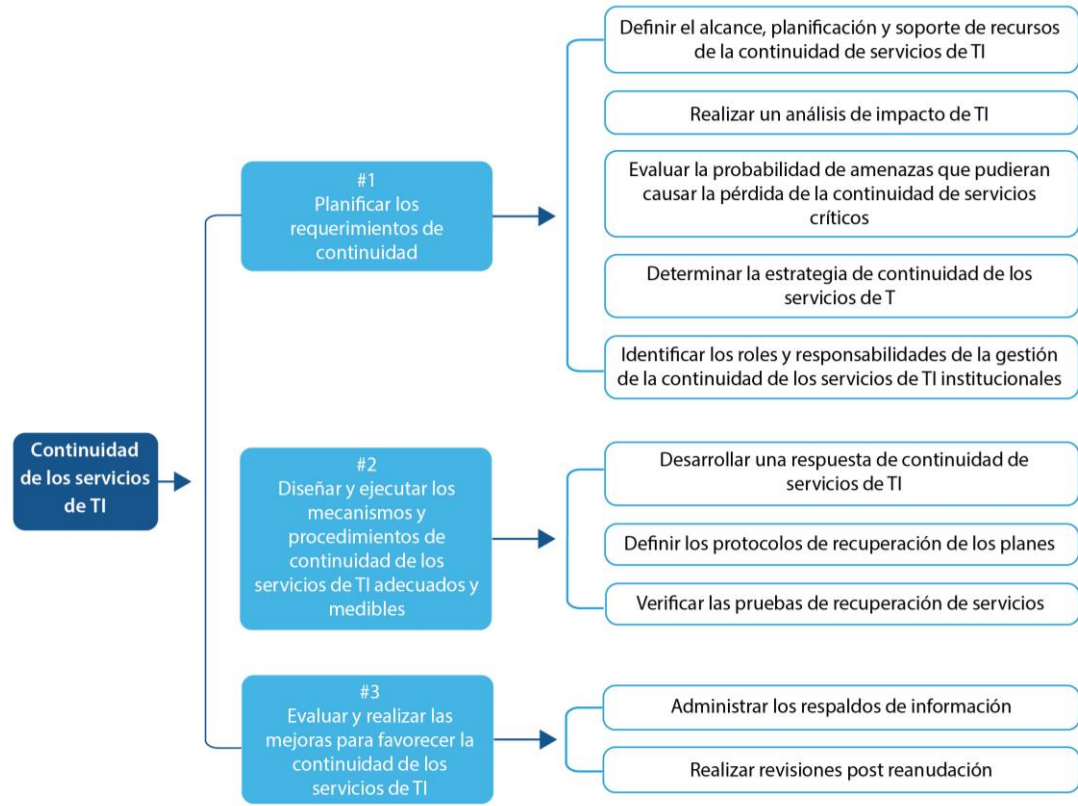 Continuidad
de los servicios
de TI
#1
Planificar los
requerimientos de
continuidad
Definir el alcance, planificación y soporte de recursos
de la continuidad de servicios de TI
Realizar un análisis de impacto de TI
Evaluar la probabilidad de amenazas que pudieran
causar la pérdida de la continuidad de servicios
críticos
Determinar la estrategia de continuidad de los
servicios de T
Identificar los roles y responsabilidades de la gestión
de la continuidad de los servicios de TI institucionales
#2
Diseñar y ejecutar los
mecanismos y
procedimientos de
continuidad de los
servicios de TI adecuados y
medibles
Desarrollar una respuesta de continuidad de
servicios de TI
Definir los protocolos de recuperación de los planes
Verificar las pruebas de recuperación de servicios
#3
Evaluar y realizar las
mejoras para favorecer la
continuidad de los
servicios de TI
Administrar los respaldos de información
Realizar revisiones post reanudación